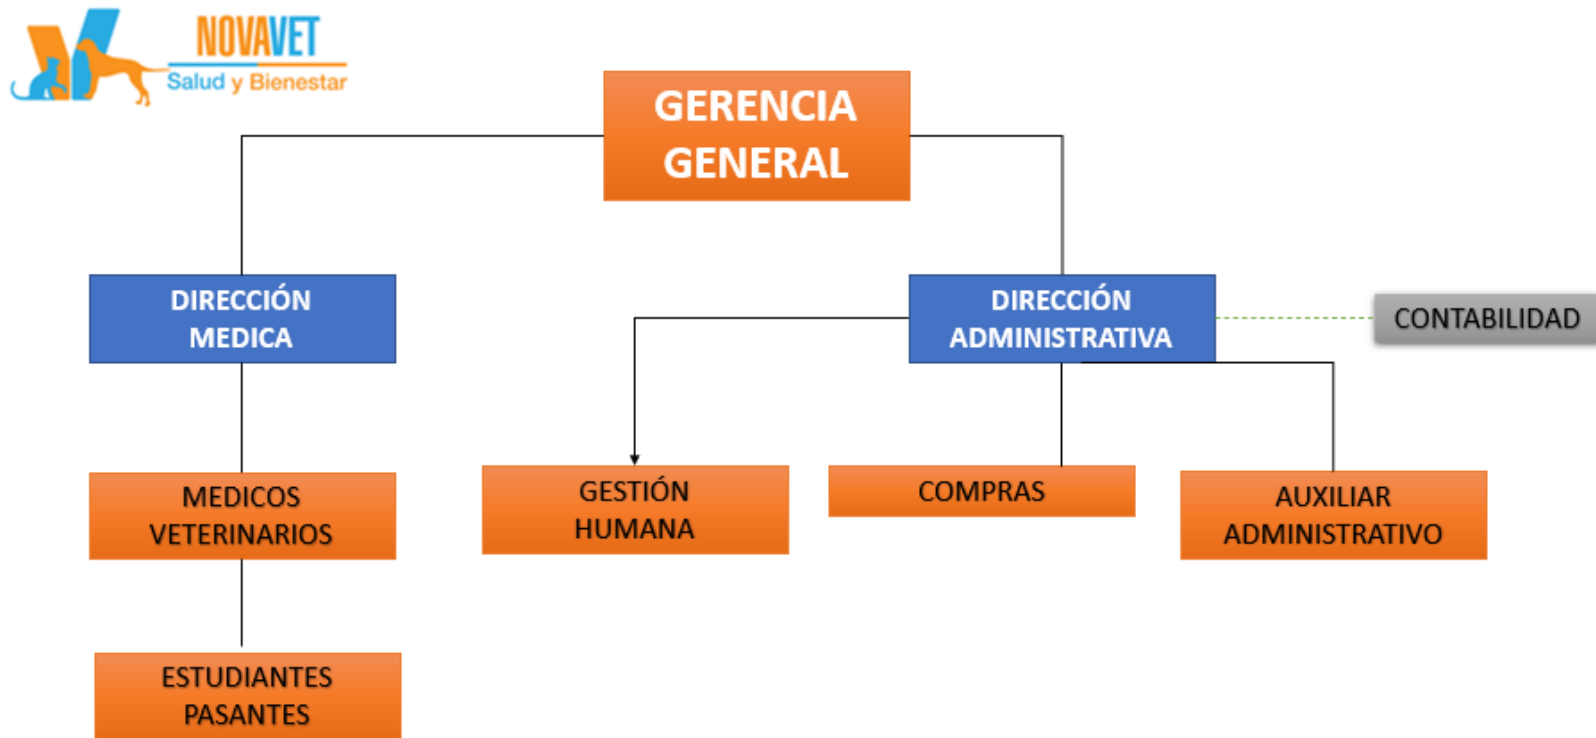 NOVAVET
Salud y Bienestar
GERENCIA
GENERAL
DIRECCIÓN
MEDICA
DIRECCIÓN
ADMINISTRATIVA
CONTABILIDAD
MEDICOS
VETERINARIOS
GESTIÓN
HUMANA
COMPRAS
AUXILIAR
ADMINISTRATIVO
ESTUDIANTES
PASANTES